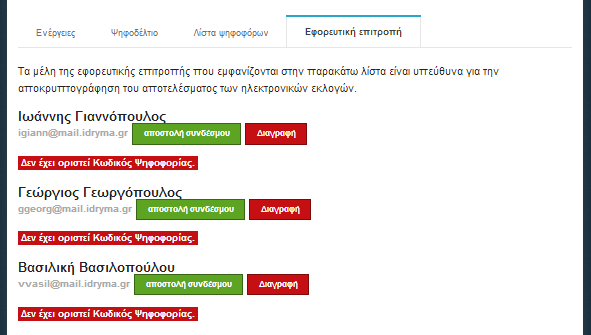 Ενέργειες Ψηφοδέλτιο Λίστα ψηφοφόρων Εφορευτική επιτροπή
Τα μέλη της εφορευτικής επιτροπής που εμφανίζονται στην παρακάτω λίστα είναι υπεύθυνα για την
αποκρυπτογράφηση του αποτελέσματος των ηλεκτρονικών εκλογών.
Ιωάννης Γιαννόπουλος
igiann@mail.idryma.gr αποστολή συνδέσμου Διαγραφή
Δεν έχει οριστεί Κωδικός Ψηφοφορίας.
Γεώργιος Γεωργόπουλος
ggeorg@mail.idryma.gr αποστολή συνδέσμου Διαγραφή
Δεν έχει οριστεί Κωδικός Ψηφοφορίας.
Βασιλική Βασιλοπούλου
vvasil@mail.idryma.gr αποστολή συνδέσμου Διαγραφή
Δεν έχει οριστεί Κωδικός Ψηφοφορίας.